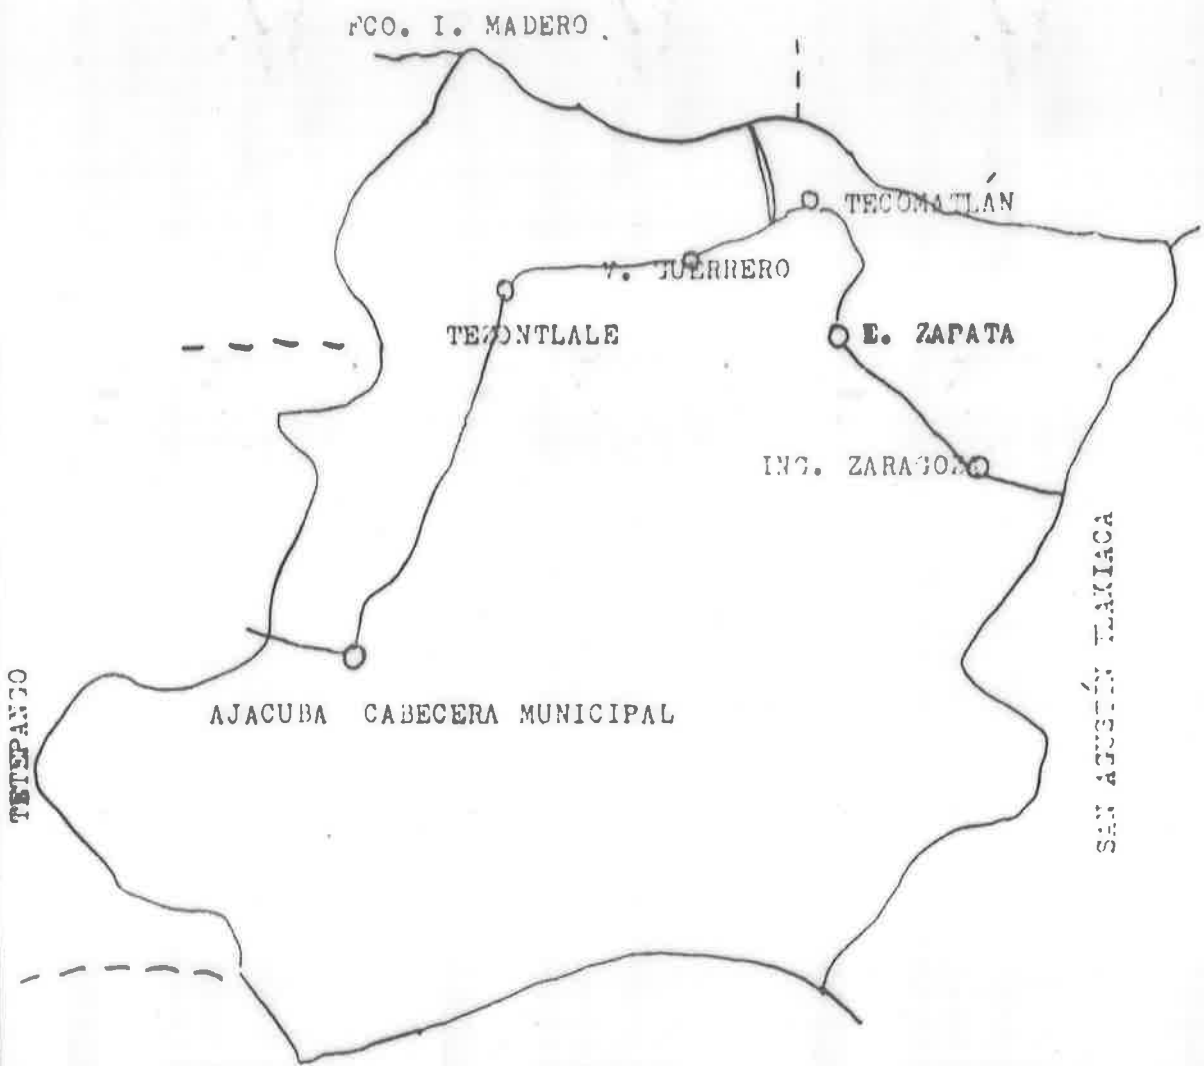 FCO. I. MADERO.
TECOMATLÁN
V. GUERRERO
TEZONTLALE
E. ZAPATA
ING. ZARAGOZA
SAN AGUSTÍN TLAXIACA
TETEPANGO
AJACUBA CABECERA MUNICIPAL